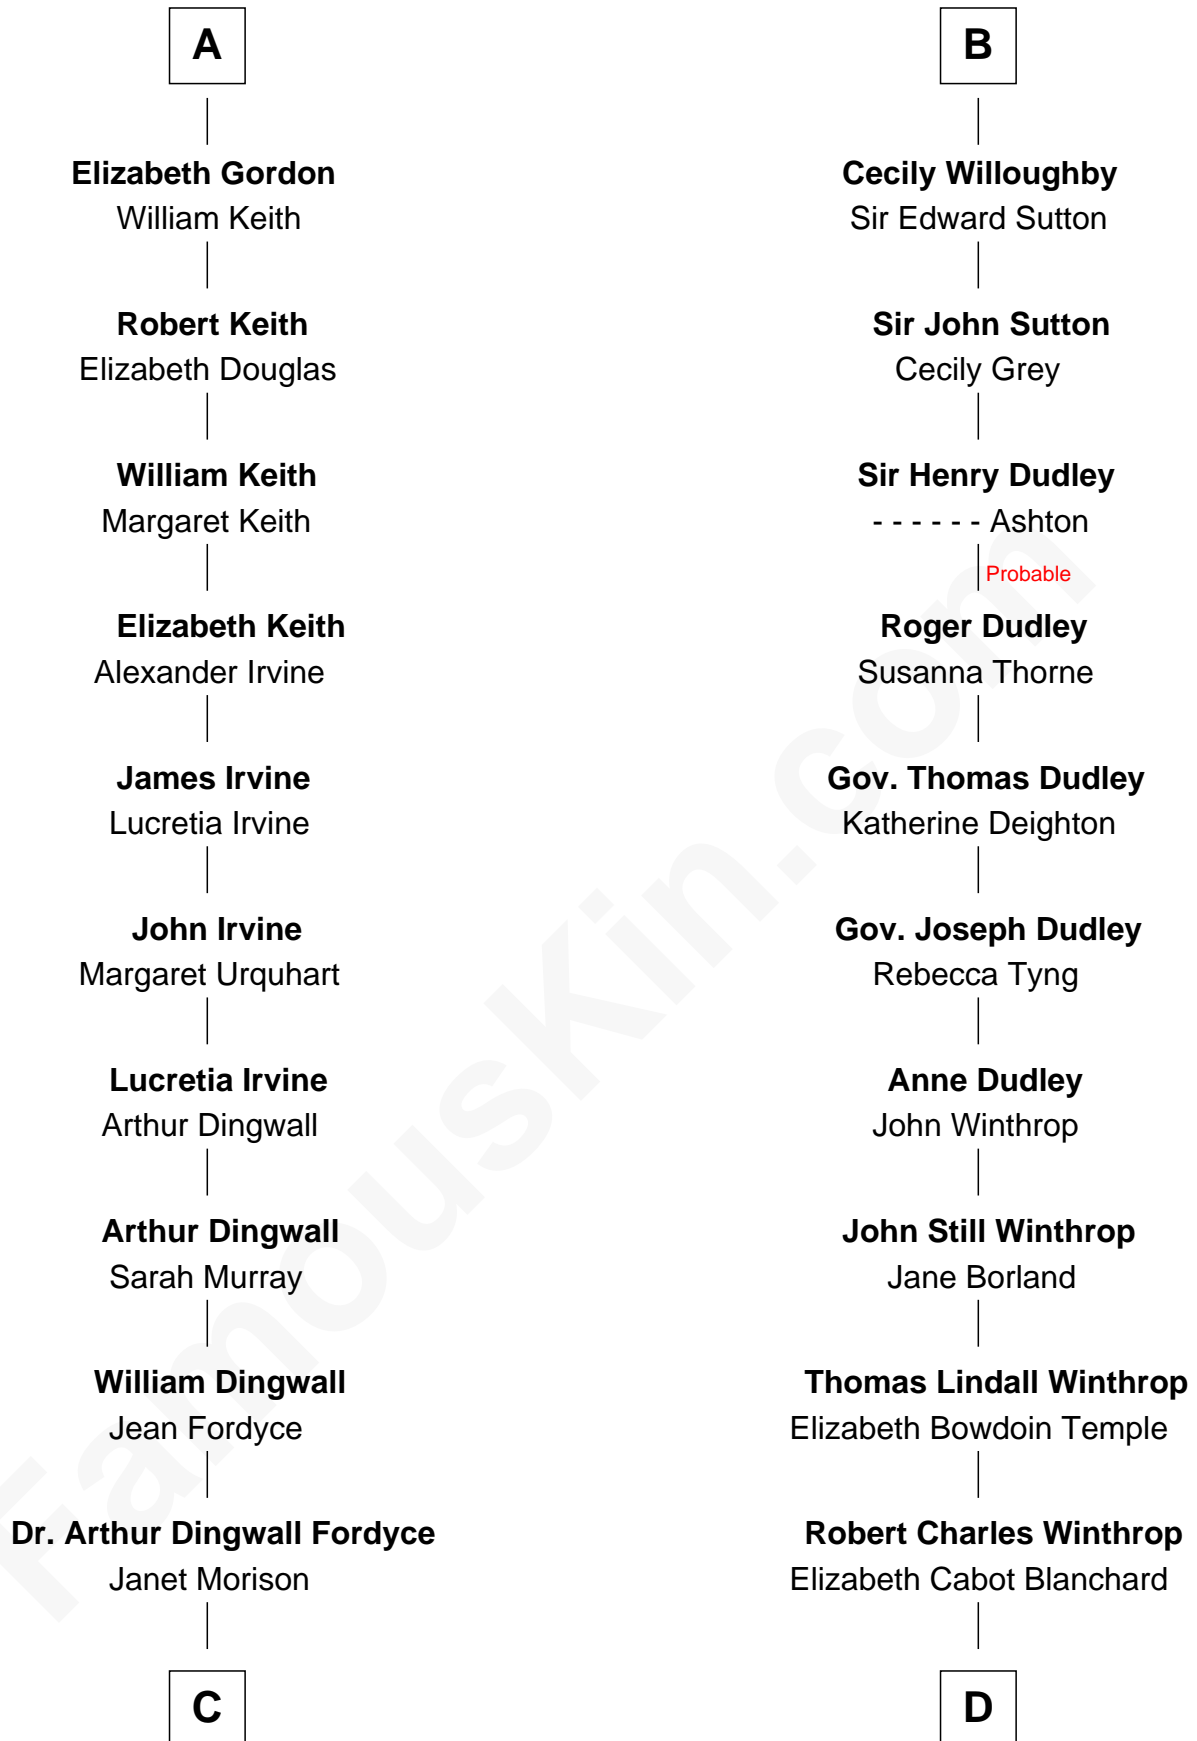 A
Elizabeth Gordon
William Keith
Robert Keith
Elizabeth Douglas
William Keith
Margaret Keith
Elizabeth Keith
Alexander Irvine
James Irvine
Lucretia Irvine
John Irvine
Margaret Urquhart
Lucretia Irvine
Arthur Dingwall
Arthur Dingwall
Sarah Murray
William Dingwall
Jean Fordyce
Dr. Arthur Dingwall Fordyce
Janet Morison
C
B
Cecily Willoughby
Sir Edward Sutton
Sir John Sutton
Cecily Grey
Sir Henry Dudley
- - - - - - Ashton
Probable
Roger Dudley
Susanna Thorne
Gov. Thomas Dudley
Katherine Deighton
Gov. Joseph Dudley
Rebecca Tyng
Anne Dudley
John Winthrop
John Still Winthrop
Jane Borland
Thomas Lindall Winthrop
Elizabeth Bowdoin Temple
Robert Charles Winthrop
Elizabeth Cabot Blanchard
D
FamousKin.com